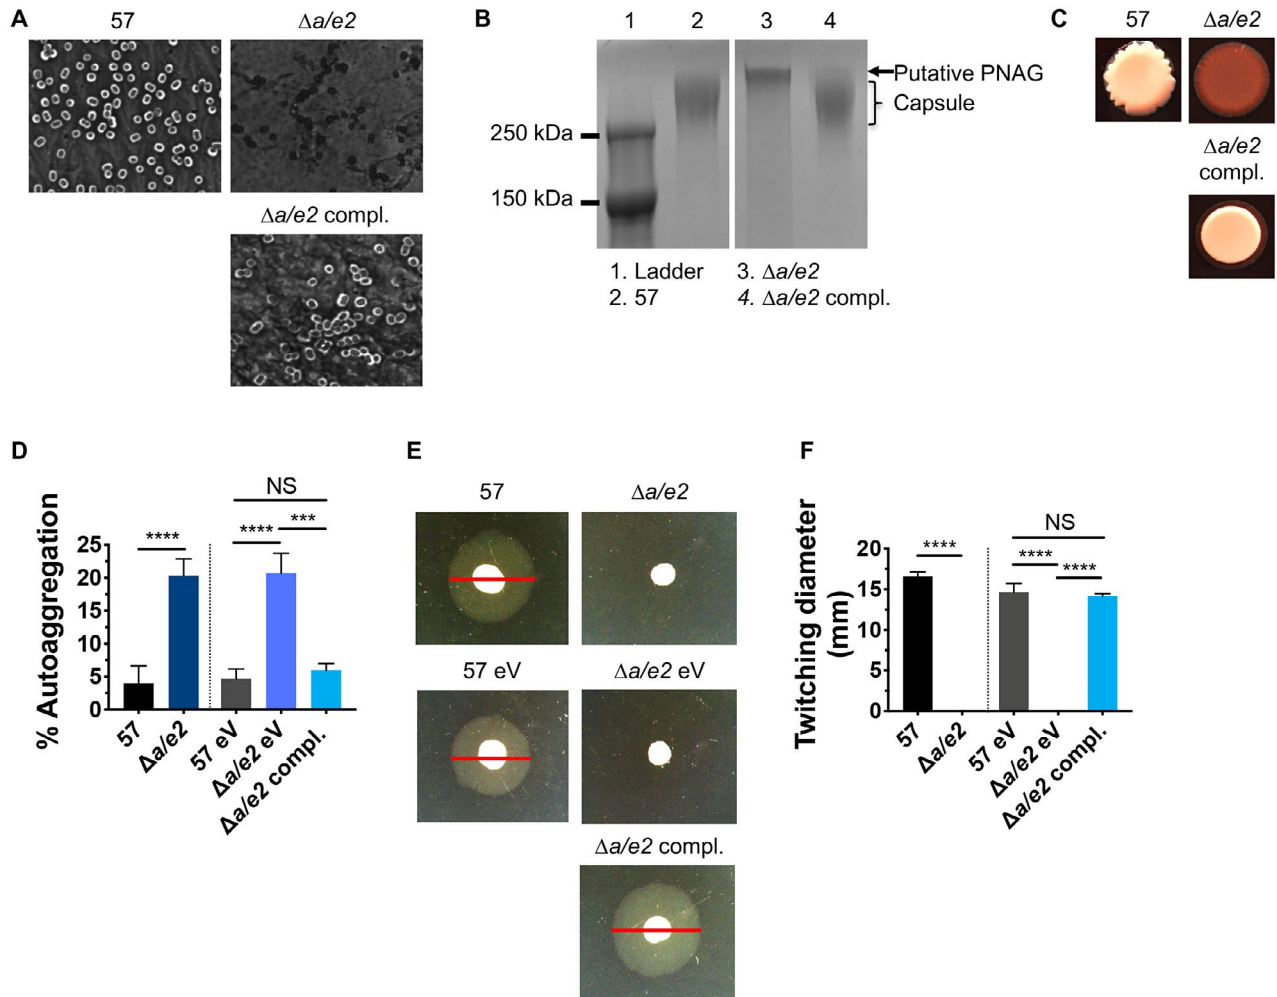 A
57
Δa/e2
Δa/e2 compl.
B
1 2 3 4
Putative PNAG
Capsule
250 kDa
150 kDa
1. Ladder
2. 57
3. Δa/e2
4. Δa/e2 compl.
C
57
Δa/e2
Δa/e2
compl.
D
NS
**** **** ***
% Autoaggregation
25
20
15
10
5
0
57
Δa/e2
57 eV
Δa/e2 eV
Δa/e2 compl.
E
57
Δa/e2
57 eV
Δa/e2 eV
Δa/e2 compl.
F
NS
**** **** ****
Twitching diameter
(mm)
20
15
10
5
0
57
Δa/e2
57 eV
Δa/e2 eV
Δa/e2 compl.